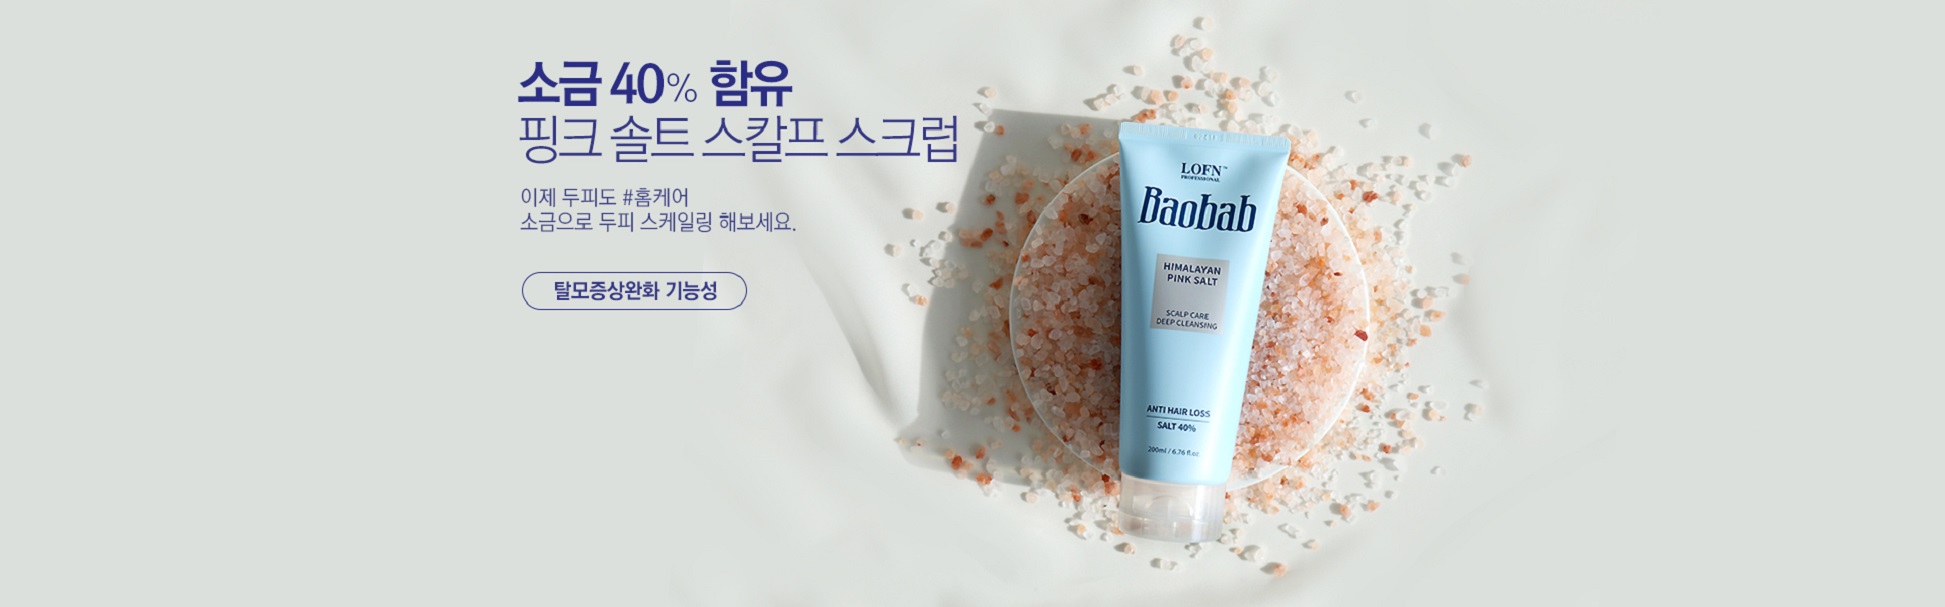 소금 40% 함유
핑크 솔트 스칼프 스크럽
이제 두피도 #홈케어
소금으로 두피 스케일링 해보세요.
탈모증상완화 기능성
LOFN™
PROFESSIONAL
Baobab
HIMALAYAN
PINK SALT
SCALP CARE
DEEP CLEANSING
ANTI HAIR LOSS
SALT 40%
200ml / 6.76 fl.oz